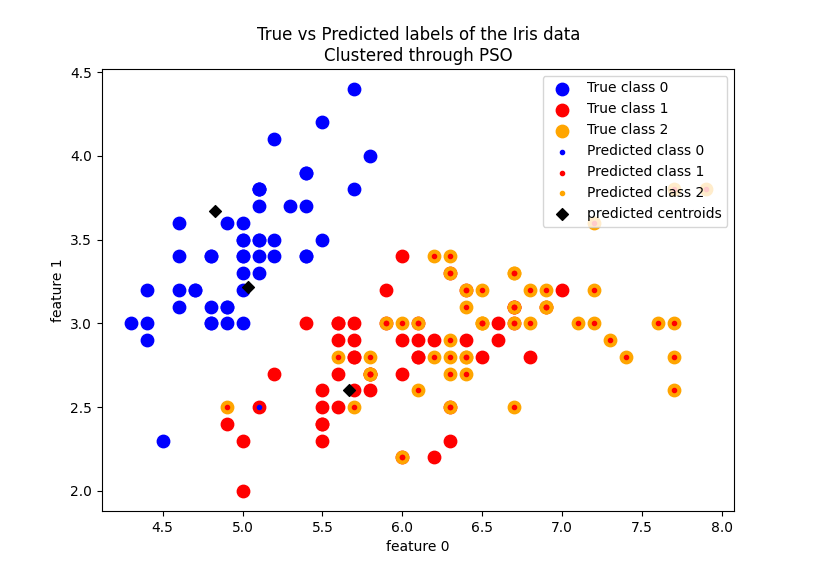 True vs Predicted labels of the Iris data
Clustered through PSO
4.5
4.0
3.5
3.0
2.5
2.0
feature 1
True class 0
True class 1
True class 2
Predicted class 0
Predicted class 1
Predicted class 2
predicted centroids
4.5 5.0 5.5 6.0 6.5 7.0 7.5 8.0
feature 0